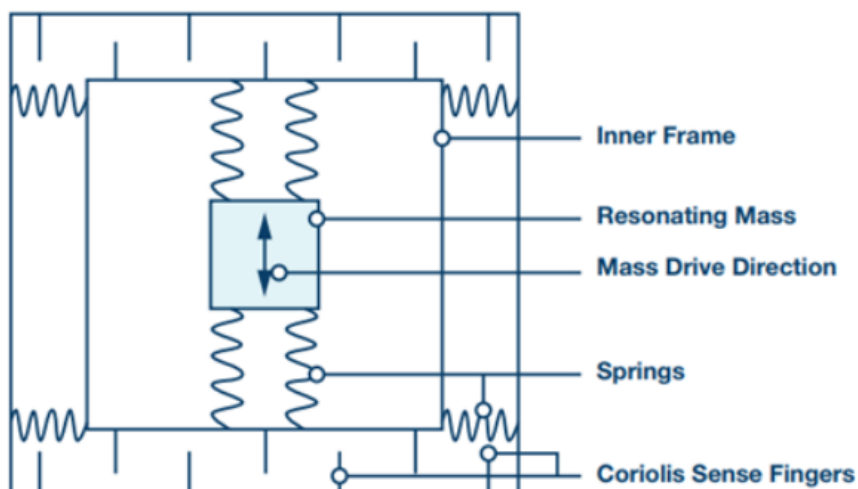 Inner Frame
Resonating Mass
Mass Drive Direction
Springs
Coriolis Sense Fingers